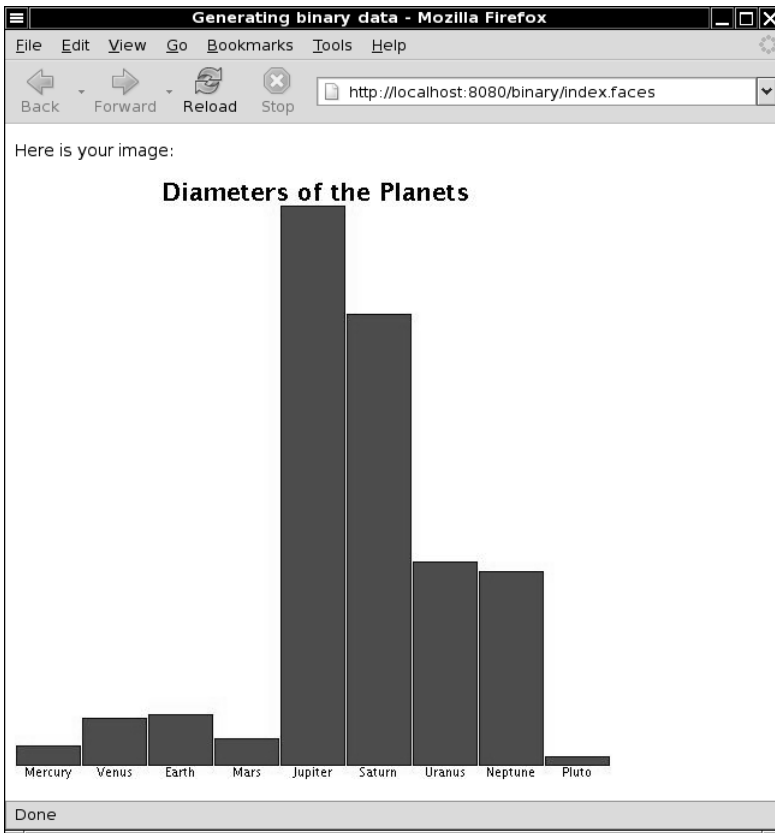 Generating binary data - Mozilla Firefox
File Edit View Go Bookmarks Tools Help
Back Forward Reload Stop http://localhost:8080/binary/index.faces
Here is your image:
Diameters of the Planets
Mercury Venus Earth Mars Jupiter Saturn Uranus Neptune Pluto
Done